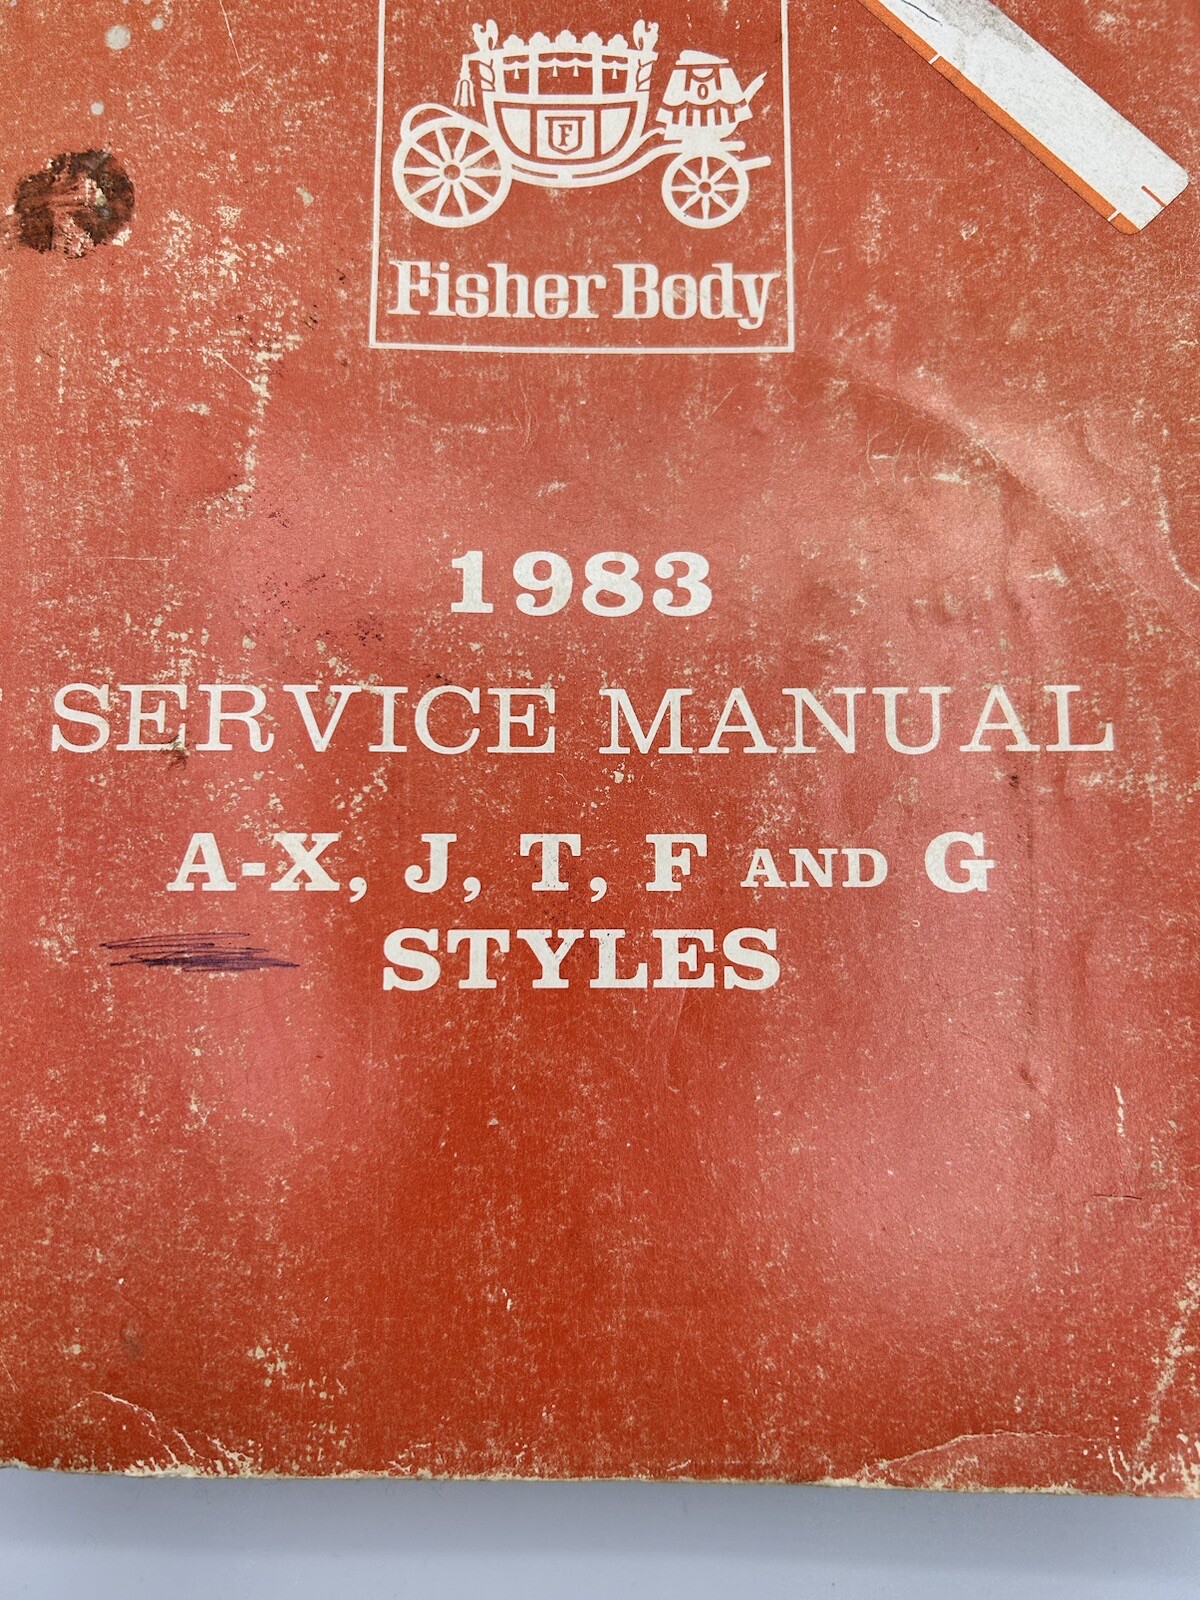 F
Fisher Body
1983
SERVICE MANUAL
A-X, J, T, F AND G
STYLES